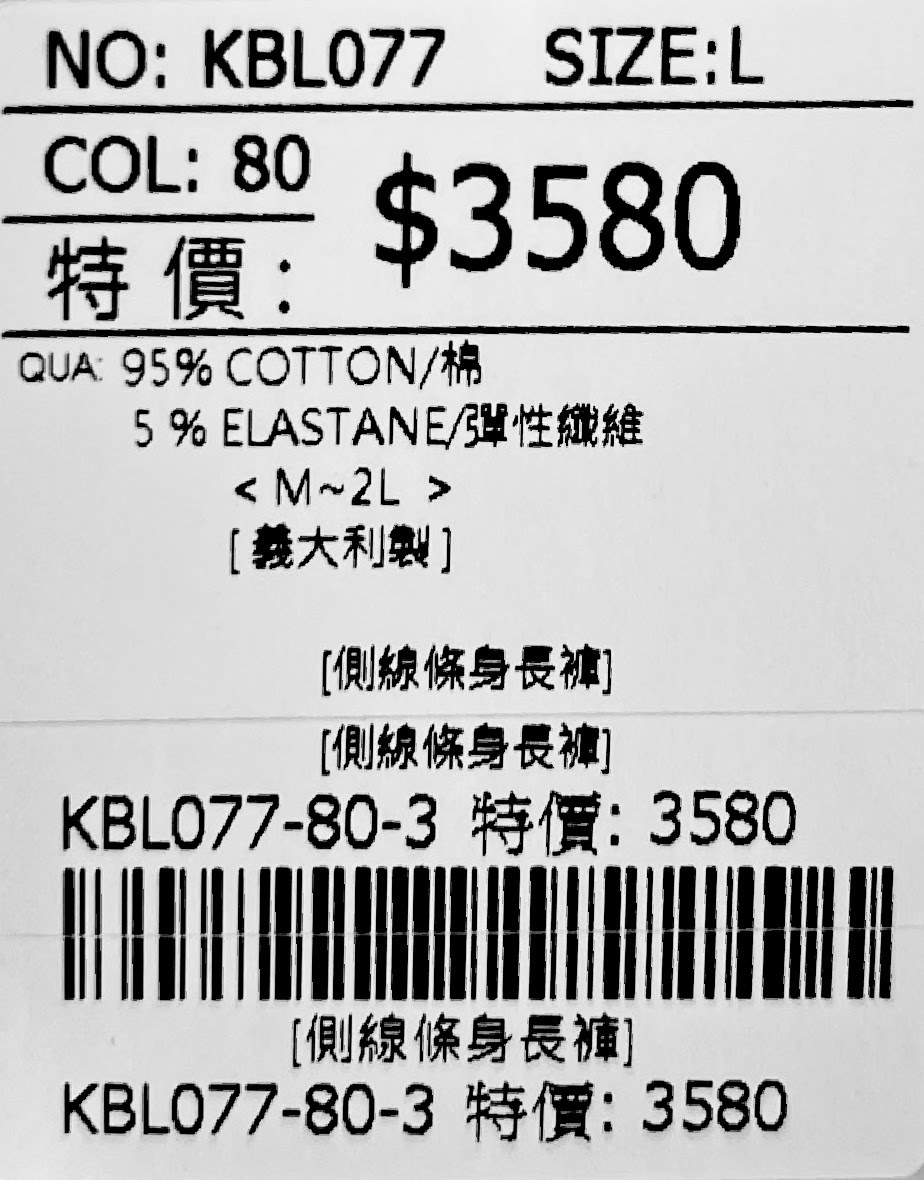 NO: KBL077 SIZE:L
COL: 80
$3580
特 價 :
QUA: 95% COTTON/棉
5 % ELASTANE/彈性纖維
< M~2L >
[ 義大利製 ]
[側線條身長褲]
[側線條身長褲]
KBL077-80-3 特價: 3580
[側線條身長褲]
KBL077-80-3 特價: 3580